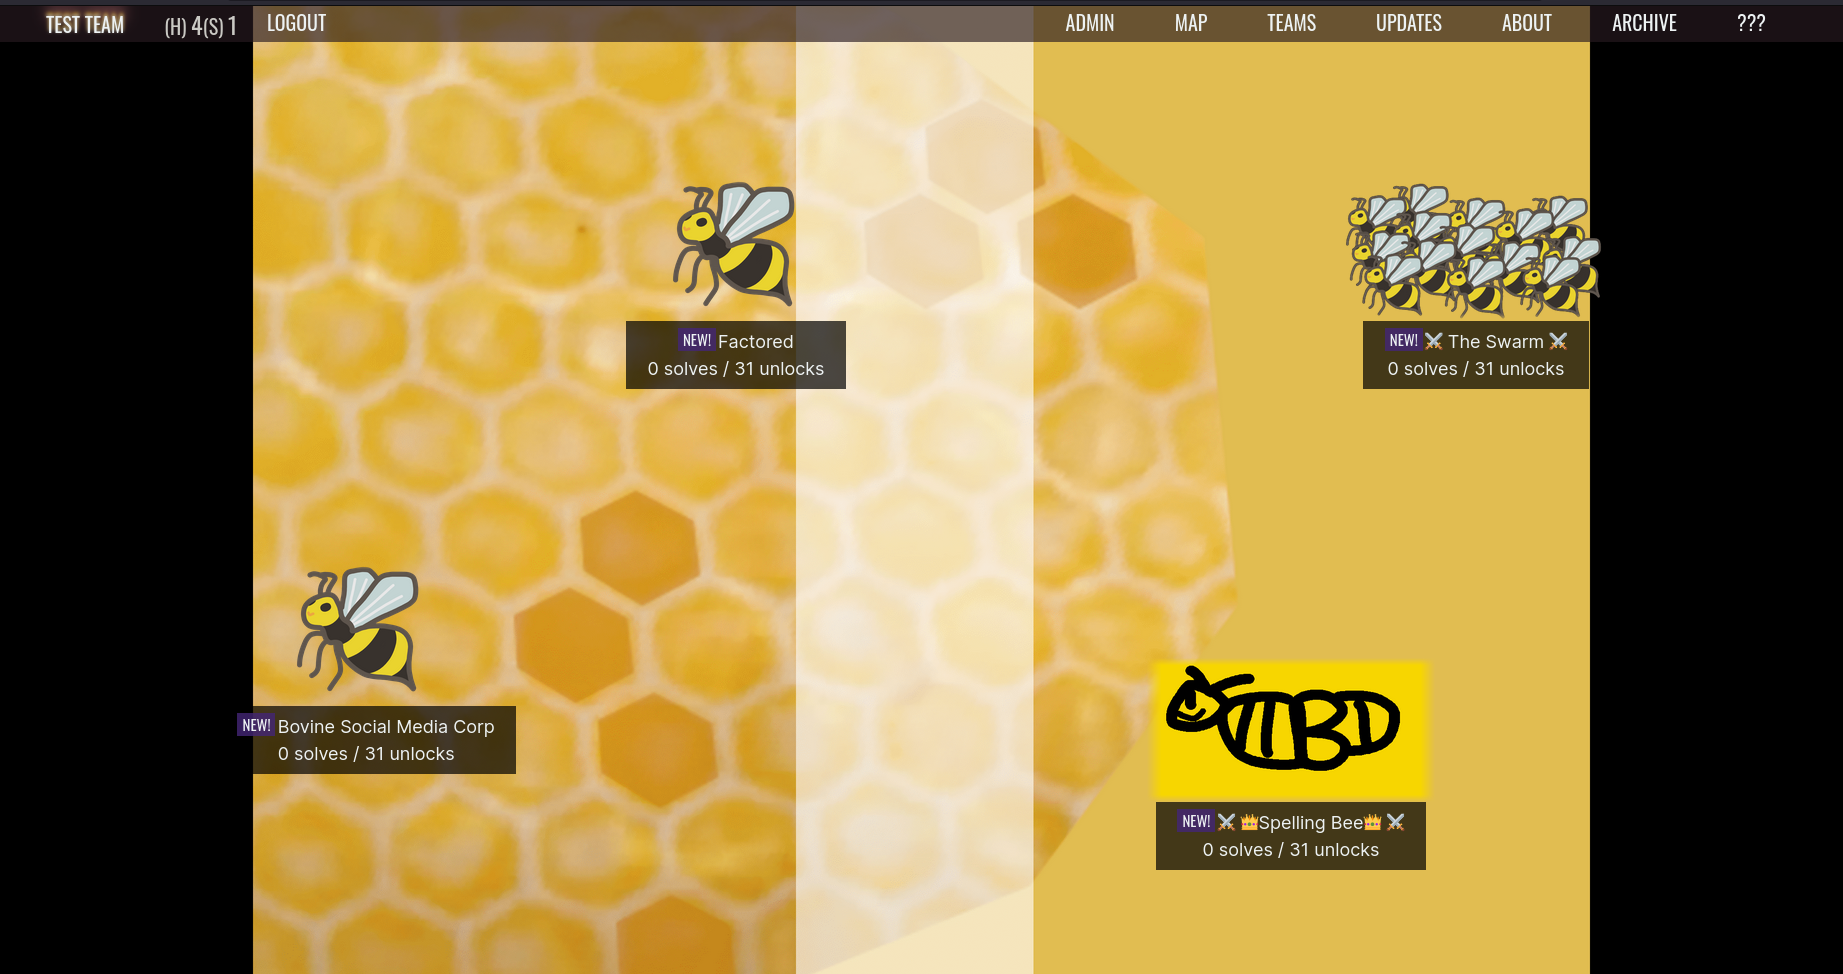 TEST TEAM (H) 4(S) 1 LOGOUT ADMIN MAP TEAMS UPDATES ABOUT ARCHIVE ???
NEW! Factored
0 solves / 31 unlocks
NEW! ⚔️ The Swarm ⚔️
0 solves / 31 unlocks
NEW! Bovine Social Media Corp
0 solves / 31 unlocks
BD
NEW! ⚔️ 👑Spelling Bee👑 ⚔️
0 solves / 31 unlocks